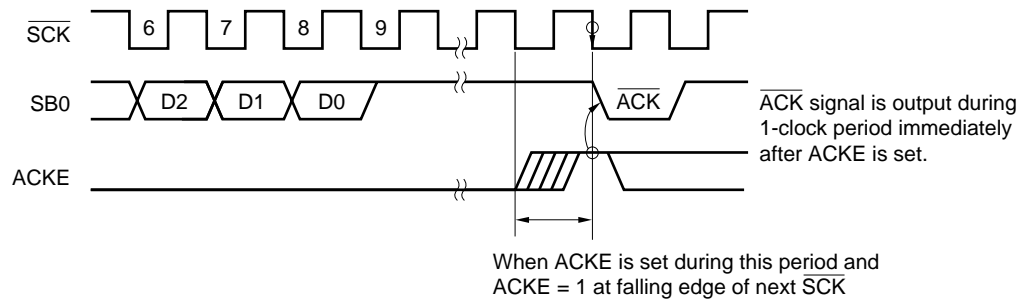 SCK 6 7 8 9
SB0 D2 D1 D0 ACK
ACK signal is output during
1-clock period immediately
after ACKE is set.
ACKE
When ACKE is set during this period and
ACKE = 1 at falling edge of next SCK